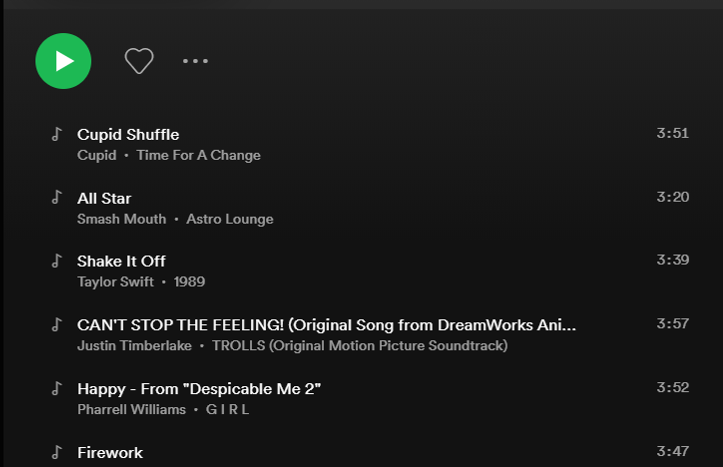 Cupid Shuffle 3:51
Cupid • Time For A Change
All Star 3:20
Smash Mouth • Astro Lounge
Shake It Off 3:39
Taylor Swift • 1989
CAN'T STOP THE FEELING! (Original Song from DreamWorks Ani... 3:57
Justin Timberlake • TROLLS (Original Motion Picture Soundtrack)
Happy - From "Despicable Me 2" 3:52
Pharrell Williams • G I R L
Firework 3:47